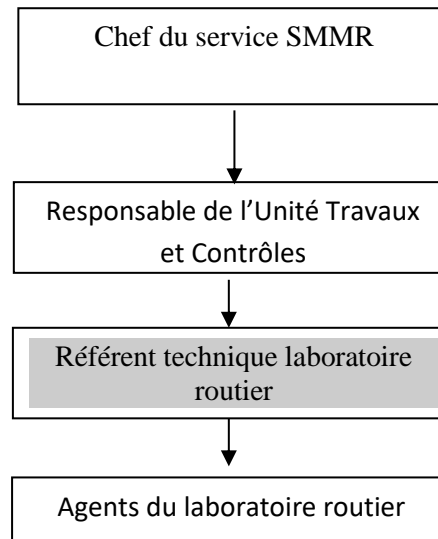 Chef du service SMMR
Responsable de l’Unité Travaux
et Contrôles
Référent technique laboratoire
routier
Agents du laboratoire routier